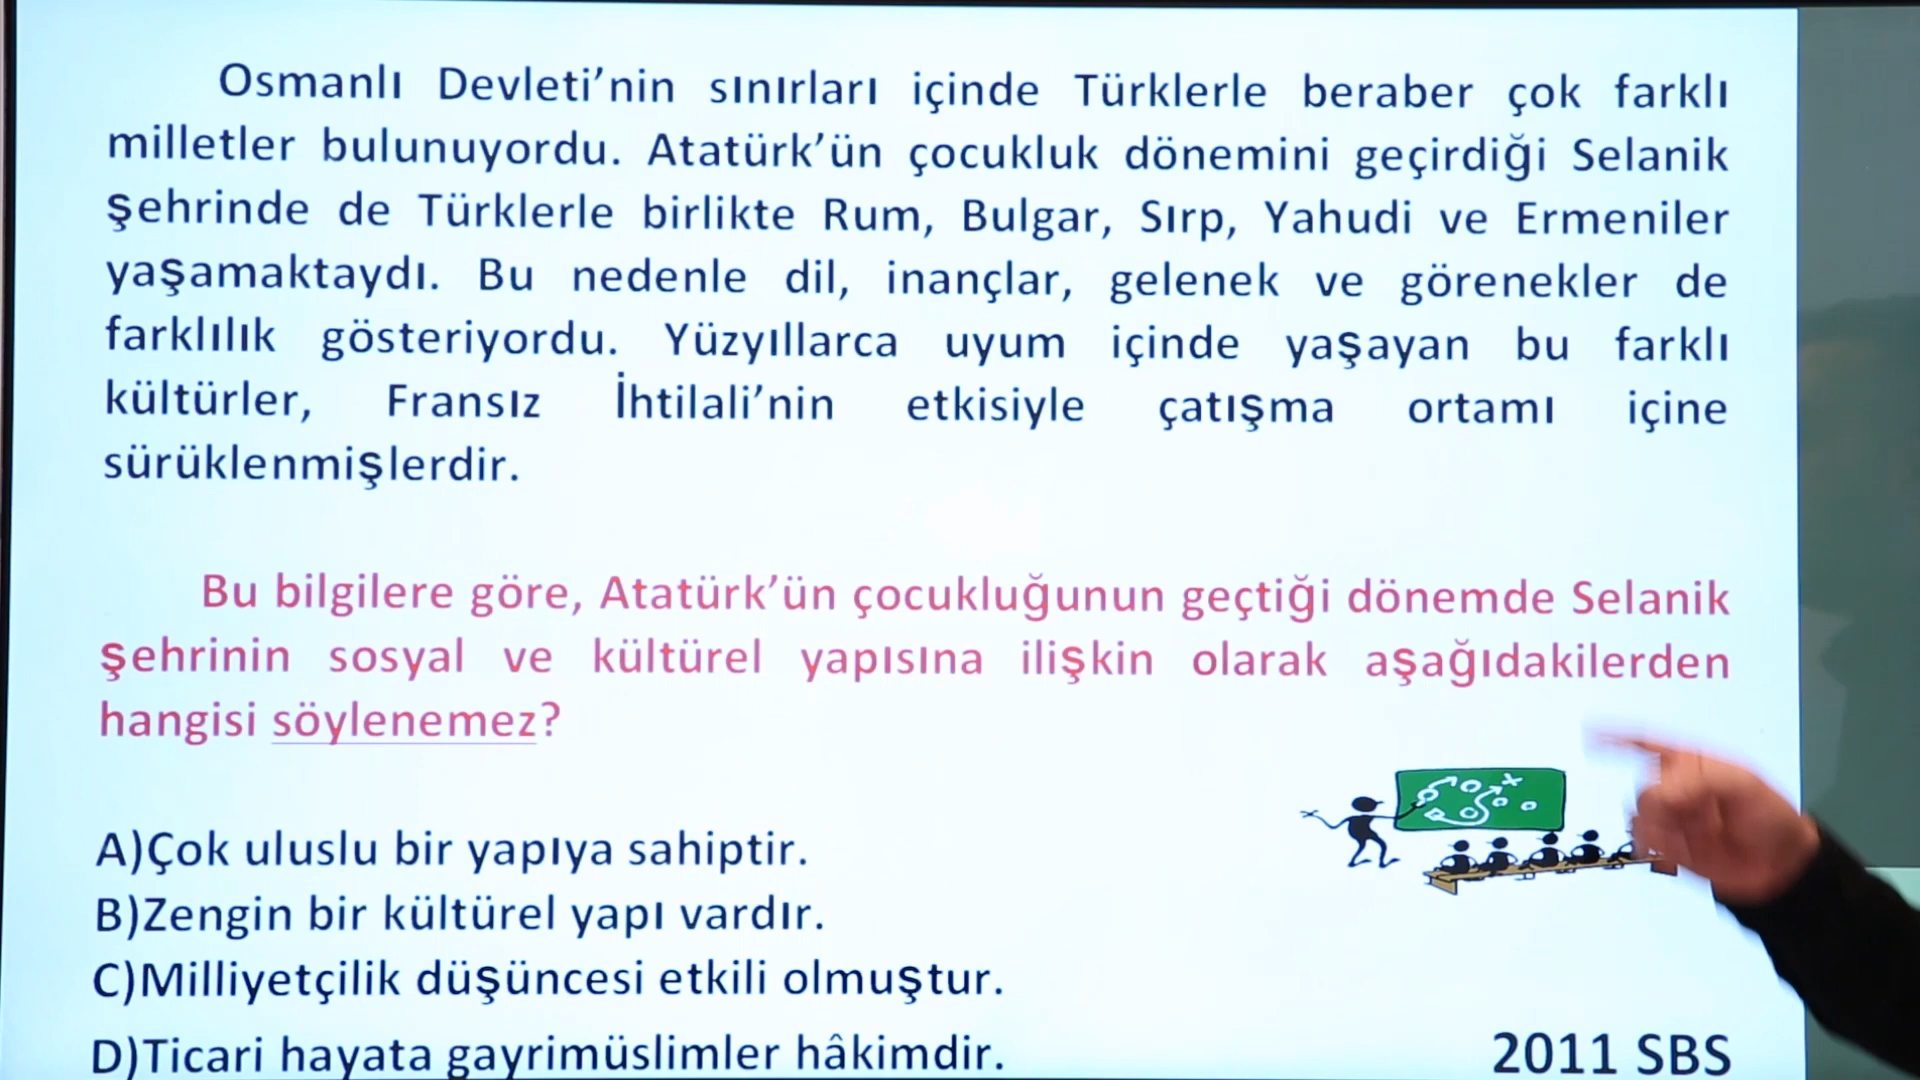 Osmanlı Devleti’nin sınırları içinde Türklerle beraber çok farklı
milletler bulunuyordu. Atatürk’ün çocukluk dönemini geçirdiği Selanik
şehrinde de Türklerle birlikte Rum, Bulgar, Sırp, Yahudi ve Ermeniler
yaşamaktaydı. Bu nedenle dil, inançlar, gelenek ve görenekler de
farklılık gösteriyordu. Yüzyıllarca uyum içinde yaşayan bu farklı
kültürler, Fransız İhtilali’nin etkisiyle çatışma ortamı içine
sürüklenmişlerdir.
Bu bilgilere göre, Atatürk’ün çocukluğunun geçtiği dönemde Selanik
şehrinin sosyal ve kültürel yapısına ilişkin olarak aşağıdakilerden
hangisi söylenemez?
A)Çok uluslu bir yapıya sahiptir.
B)Zengin bir kültürel yapı vardır.
C)Milliyetçilik düşüncesi etkili olmuştur.
D)Ticari hayata gayrimüslimler hâkimdir.
2011 SBS